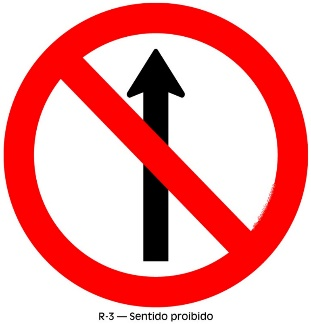 R-3 — Sentido proibido